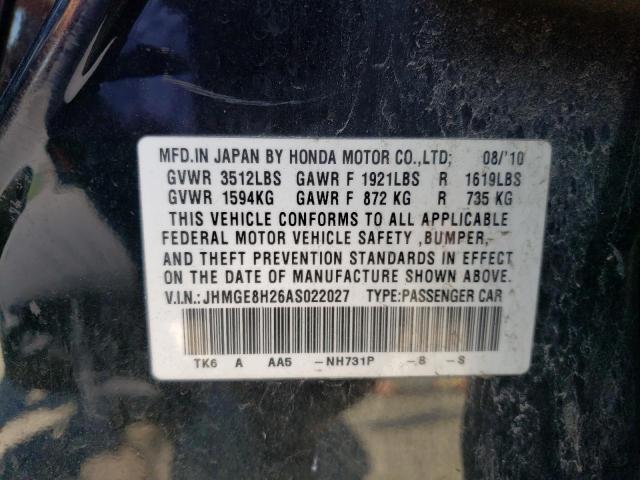 MFD.IN JAPAN BY HONDA MOTOR CO.,LTD; 08/'10
GVWR 3512LBS GAWR F 1921LBS R 1619LBS
GVWR 1594KG GAWR F 872 KG R 735 KG
THIS VEHICLE CONFORMS TO ALL APPLICABLE
FEDERAL MOTOR VEHICLE SAFETY ,BUMPER,
AND THEFT PREVENTION STANDARDS IN EFFECT
ON THE DATE OF MANUFACTURE SHOWN ABOVE.
V.I.N.: JHMGE8H26AS022027 TYPE:PASSENGER CAR
TK6 A AA5 -NH731P -B -S